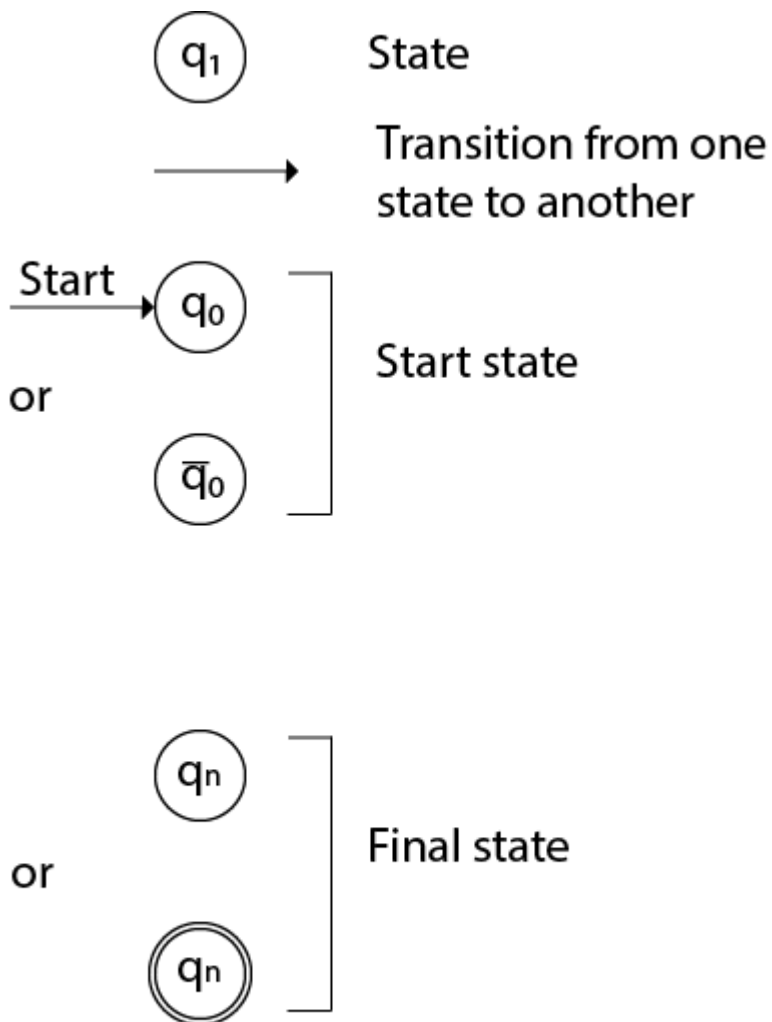 q₁ State
Transition from one
state to another
Start
q₀
Start state
or
q̅₀
qn
Final state
or
qn